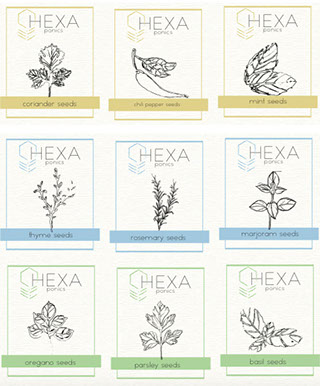 HEXA
ponics
coriander seeds
HEXA
ponics
chili pepper seeds
HEXA
ponics
mint seeds
HEXA
ponics
thyme seeds
HEXA
ponics
rosemary seeds
HEXA
ponics
marjoram seeds
HEXA
ponics
oregano seeds
HEXA
ponics
parsley seeds
HEXA
ponics
basil seeds